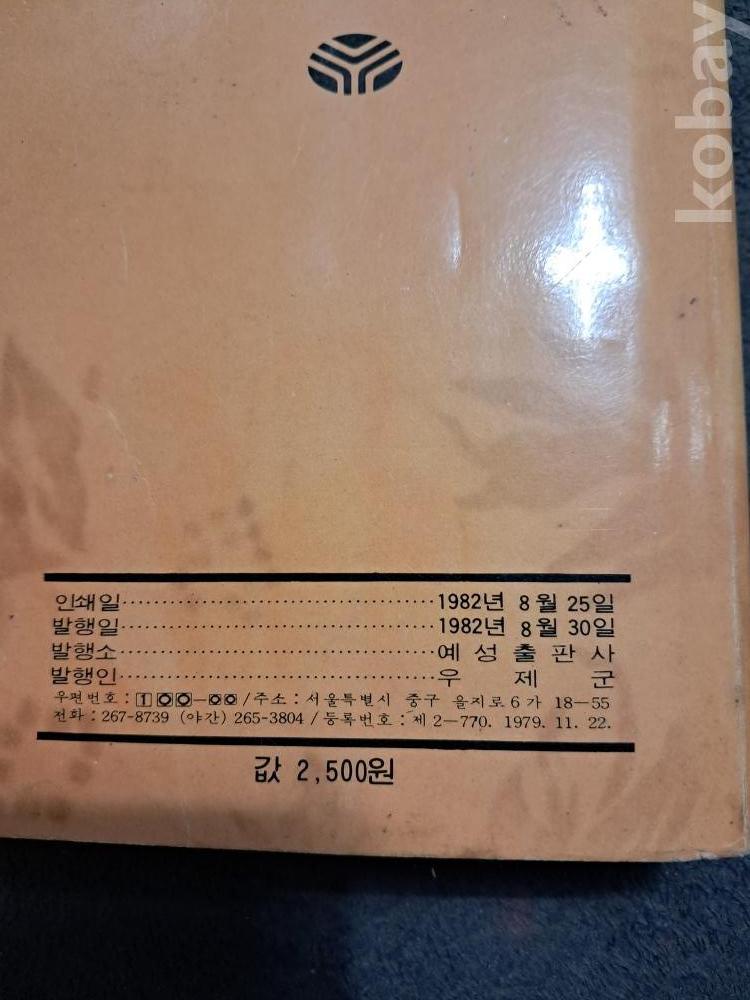 kobay
인쇄일 1982년 8월 25일
발행일 1982년 8월 30일
발행소 예성출판사
발행인 우제군
우편번호 : 100-00 / 주소 : 서울특별시 중구 을지로 6가 18-55
전화 : 267-8739 (야간) 265-3804 / 등록번호 : 제 2-770. 1979. 11. 22.
값 2,500원